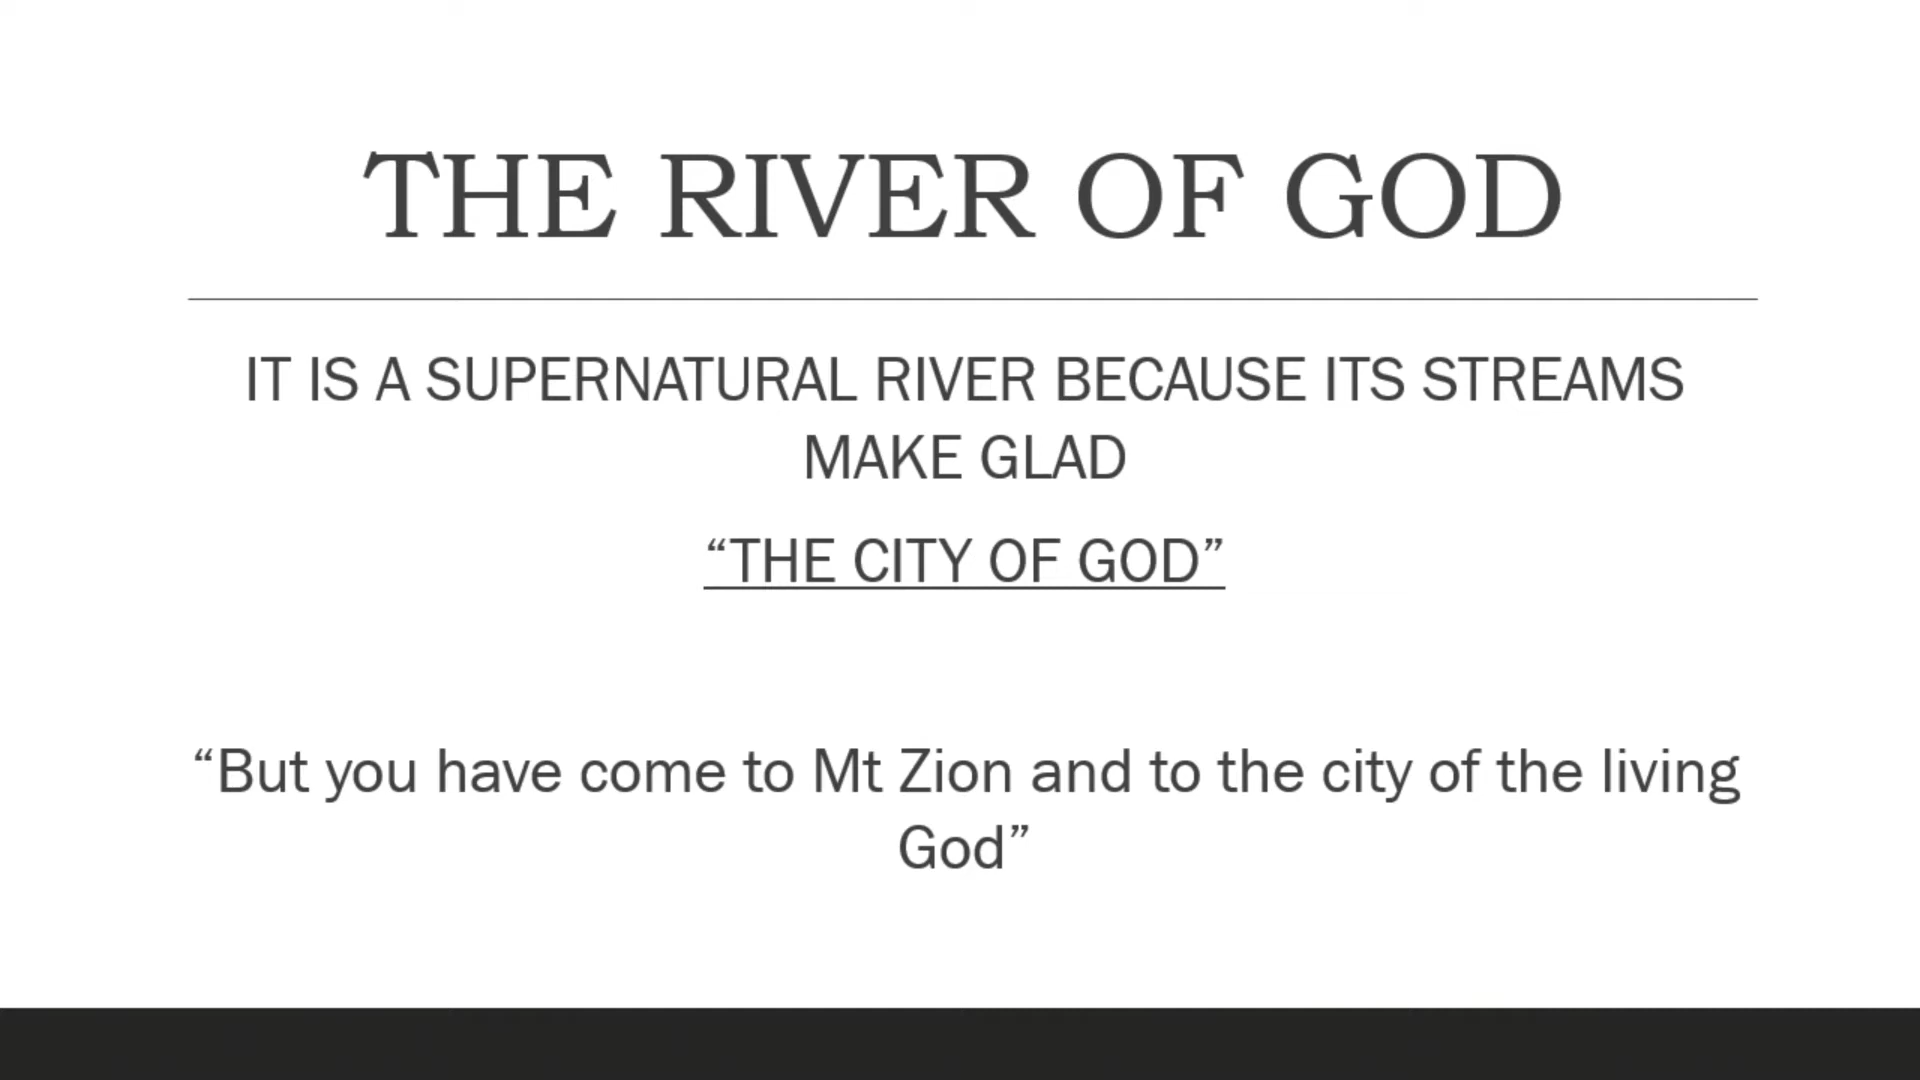 THE RIVER OF GOD
IT IS A SUPERNATURAL RIVER BECAUSE ITS STREAMS
MAKE GLAD
“THE CITY OF GOD”
“But you have come to Mt Zion and to the city of the living
God”